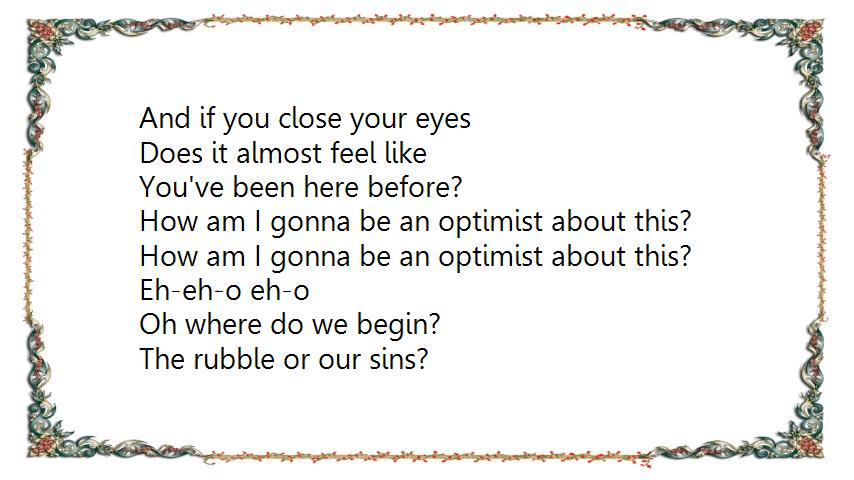 And if you close your eyes
Does it almost feel like
You've been here before?
How am I gonna be an optimist about this?
How am I gonna be an optimist about this?
Eh-eh-o eh-o
Oh where do we begin?
The rubble or our sins?